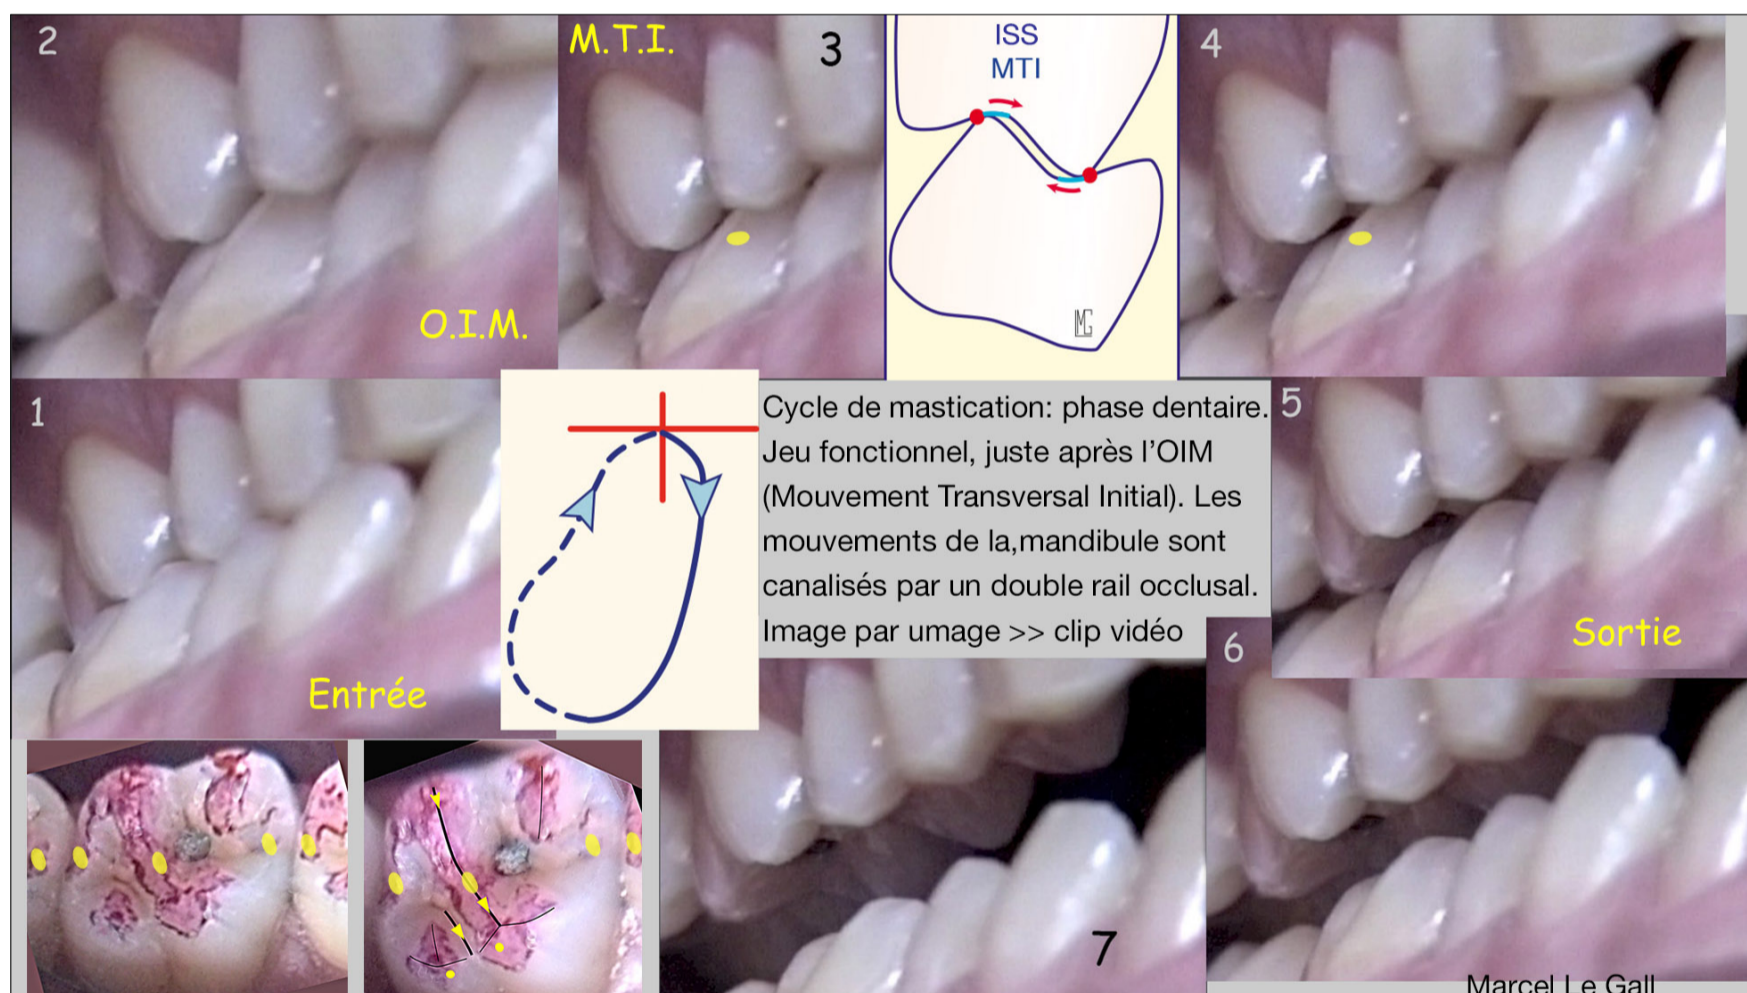 2
M.T.I.
3
ISS
MTI
4
O.I.M.
LMG
1
Cycle de mastication: phase dentaire.
Jeu fonctionnel, juste après l’OIM
(Mouvement Transversal Initial). Les
mouvements de la,mandibule sont
canalisés par un double rail occlusal.
Image par umage >> clip vidéo
5
Sortie
6
Entrée
7
Marcel Le Gall